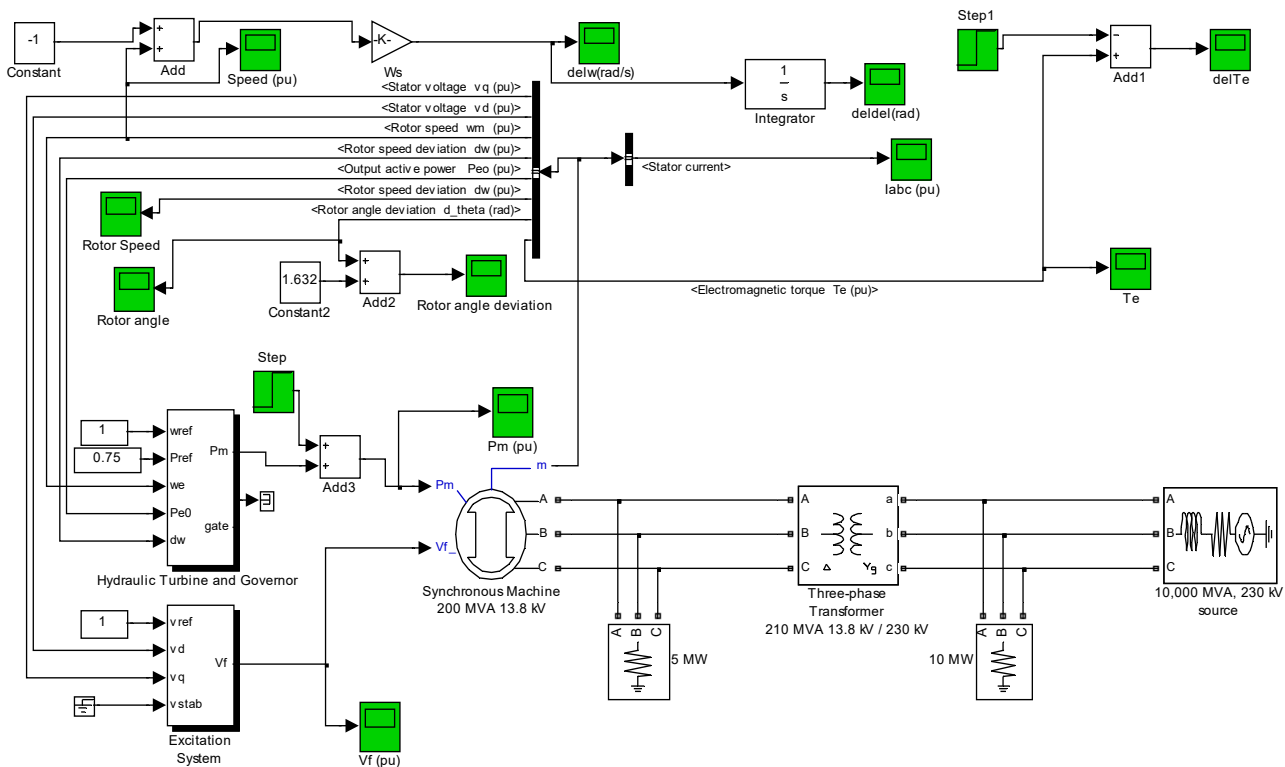 -1
Constant
Add
Speed (pu)
-K-
Ws
delw(rad/s)
1
s
Integrator
deldel(rad)
Step1
Add1
delTe
<Stator voltage vq (pu)>
<Stator voltage vd (pu)>
<Rotor speed wm (pu)>
<Rotor speed deviation dw (pu)>
<Output active power Peo (pu)>
<Rotor speed deviation dw (pu)>
<Rotor angle deviation d_theta (rad)>
<Stator current>
Iabc (pu)
Rotor Speed
Rotor angle
1.632
Constant2
Add2
Rotor angle deviation
<Electromagnetic torque Te (pu)>
Te
Step
Add3
Pm (pu)
1
0.75
wref
Pref
we
Pe0
dw
Pm
gate
Hydraulic Turbine and Governor
Pm
Vf_
m
A
B
C
Synchronous Machine
200 MVA 13.8 kV
A
B
C
5 MW
A
B
C
a
b
c
Δ
Yg
Three-phase
Transformer
210 MVA 13.8 kV / 230 kV
A
B
C
10 MW
A
B
C
10,000 MVA, 230 kV
source
1
vref
vd
vq
vstab
Vf
Excitation
System
Vf (pu)